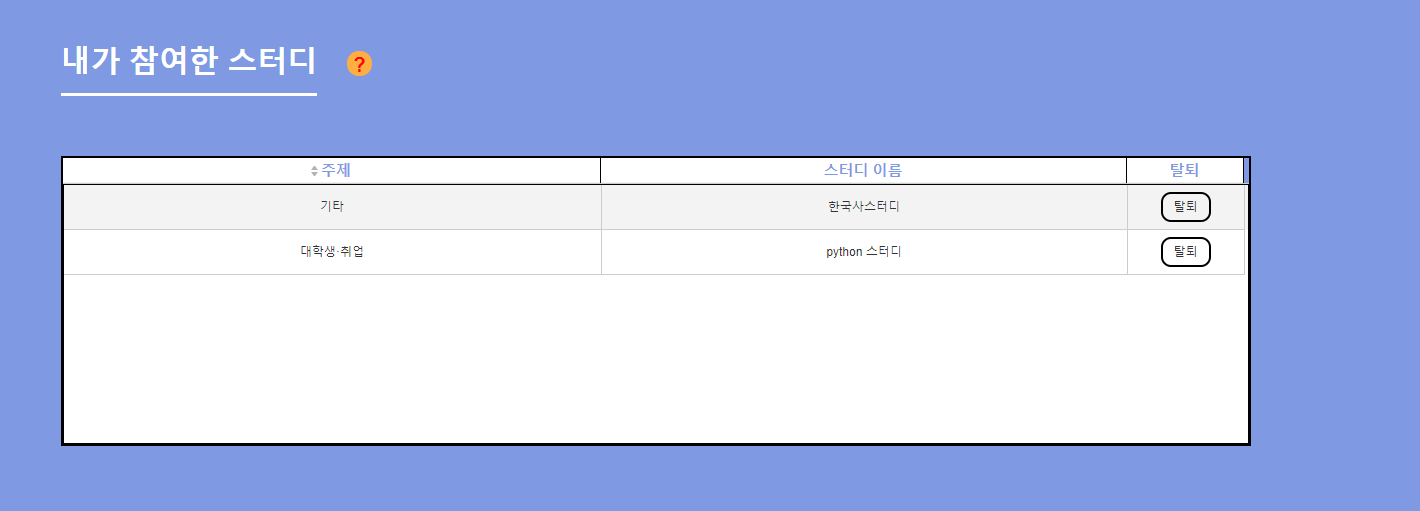 내가 참여한 스터디 ?
주제 스터디 이름 탈퇴
기타 한국사스터디 탈퇴
대학생·취업 python 스터디 탈퇴